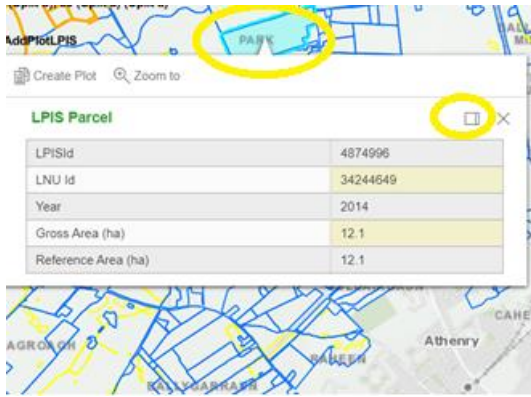 AddPlotLPIS
PARK
Create Plot Zoom to
LPIS Parcel
LPISId 4874996
LNU Id 34244649
Year 2014
Gross Area (ha) 12.1
Reference Area (ha) 12.1
CAHE
Athenry
RAHEEN
BALLYGARRAUN